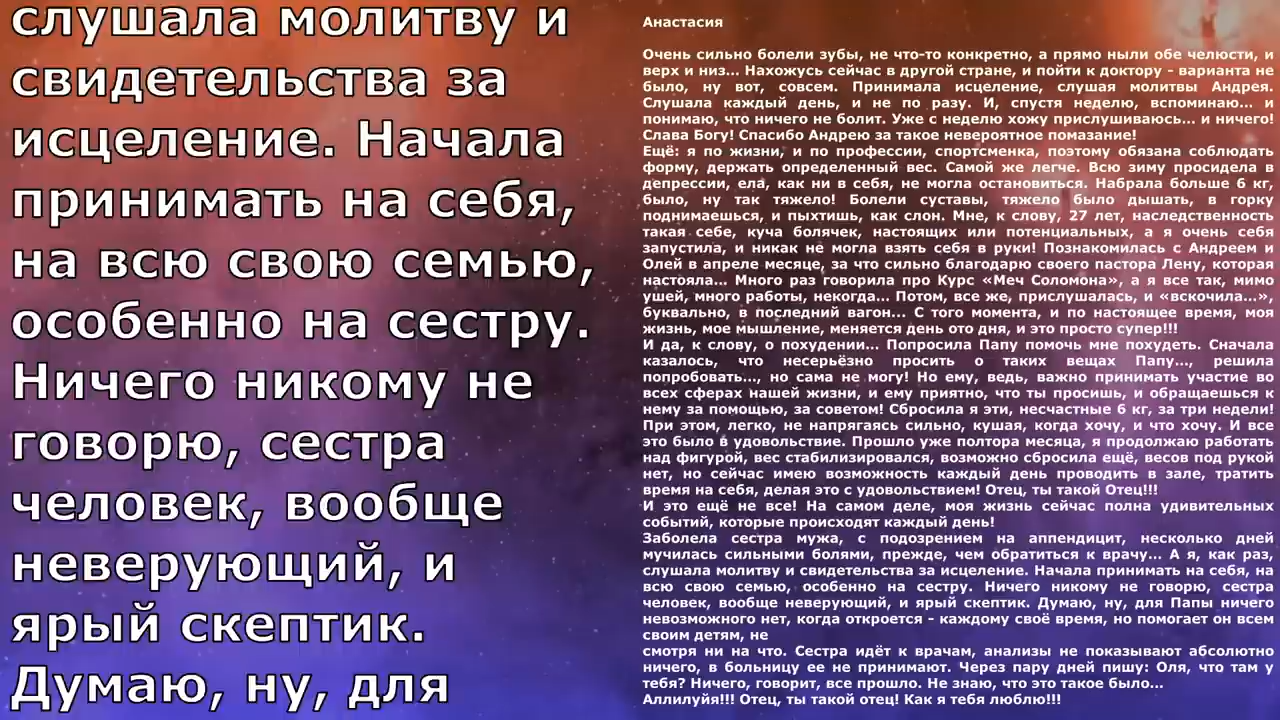 слушала молитву и
свидетельства за
исцеление. Начала
принимать на себя,
на всю свою семью,
особенно на сестру.
Ничего никому не
говорю, сестра
человек, вообще
неверующий, и
ярый скептик.
Думаю, ну, для
Анастасия
Очень сильно болели зубы, не что-то конкретно, а прямо ныли обе челюсти, и
верх и низ... Нахожусь сейчас в другой стране, и пойти к доктору - варианта не
было, ну вот, совсем. Принимала исцеление, слушая молитвы Андрея.
Слушала каждый день, и не по разу. И, спустя неделю, вспоминаю... и
понимаю, что ничего не болит. Уже с неделю хожу прислушиваюсь... и ничего!
Слава Богу! Спасибо Андрею за такое невероятное помазание!
Ещё: я по жизни, и по профессии, спортсменка, поэтому обязана соблюдать
форму, держать определенный вес. Самой же легче. Всю зиму просидела в
депрессии, ела, как ни в себя, не могла остановиться. Набрала больше 6 кг,
было, ну так тяжело! Болели суставы, тяжело было дышать, в горку
поднимаешься, и пыхтишь, как слон. Мне, к слову, 27 лет, наследственность
такая себе, куча болячек, настоящих или потенциальных, а я очень себя
запустила, и никак не могла взять себя в руки! Познакомилась с Андреем и
Олей в апреле месяце, за что сильно благодарю своего пастора Лену, которая
настояла... Много раз говорила про Курс «Меч Соломона», а я все так, мимо
ушей, много работы, некогда... Потом, все же, прислушалась, и «вскочила...»,
буквально, в последний вагон... С того момента, и по настоящее время, моя
жизнь, мое мышление, меняется день ото дня, и это просто супер!!!
И да, к слову, о похудении... Попросила Папу помочь мне похудеть. Сначала
казалось, что несерьёзно просить о таких вещах Папу..., решила
попробовать..., но сама не могу! Но ему, ведь, важно принимать участие во
всех сферах нашей жизни, и ему приятно, что ты просишь, и обращаешься к
нему за помощью, за советом! Сбросила я эти, несчастные 6 кг, за три недели!
При этом, легко, не напрягаясь сильно, кушая, когда хочу, и что хочу. И все
это было в удовольствие. Прошло уже полтора месяца, я продолжаю работать
над фигурой, вес стабилизировался, возможно сбросила ещё, весов под рукой
нет, но сейчас имею возможность каждый день проводить в зале, тратить
время на себя, делая это с удовольствием! Отец, ты такой Отец!!!
И это ещё не все! На самом деле, моя жизнь сейчас полна удивительных
событий, которые происходят каждый день!
Заболела сестра мужа, с подозрением на аппендицит, несколько дней
мучилась сильными болями, прежде, чем обратиться к врачу... А я, как раз,
слушала молитву и свидетельства за исцеление. Начала принимать на себя, на
всю свою семью, особенно на сестру. Ничего никому не говорю, сестра
человек, вообще неверующий, и ярый скептик. Думаю, ну, для Папы ничего
невозможного нет, когда откроется - каждому своё время, но помогает он всем
своим детям, не
смотря ни на что. Сестра идёт к врачам, анализы не показывают абсолютно
ничего, в больницу ее не принимают. Через пару дней пишу: Оля, что там у
тебя? Ничего, говорит, все прошло. Не знаю, что это такое было...
Аллилуйя!!! Отец, ты такой отец! Как я тебя люблю!!!